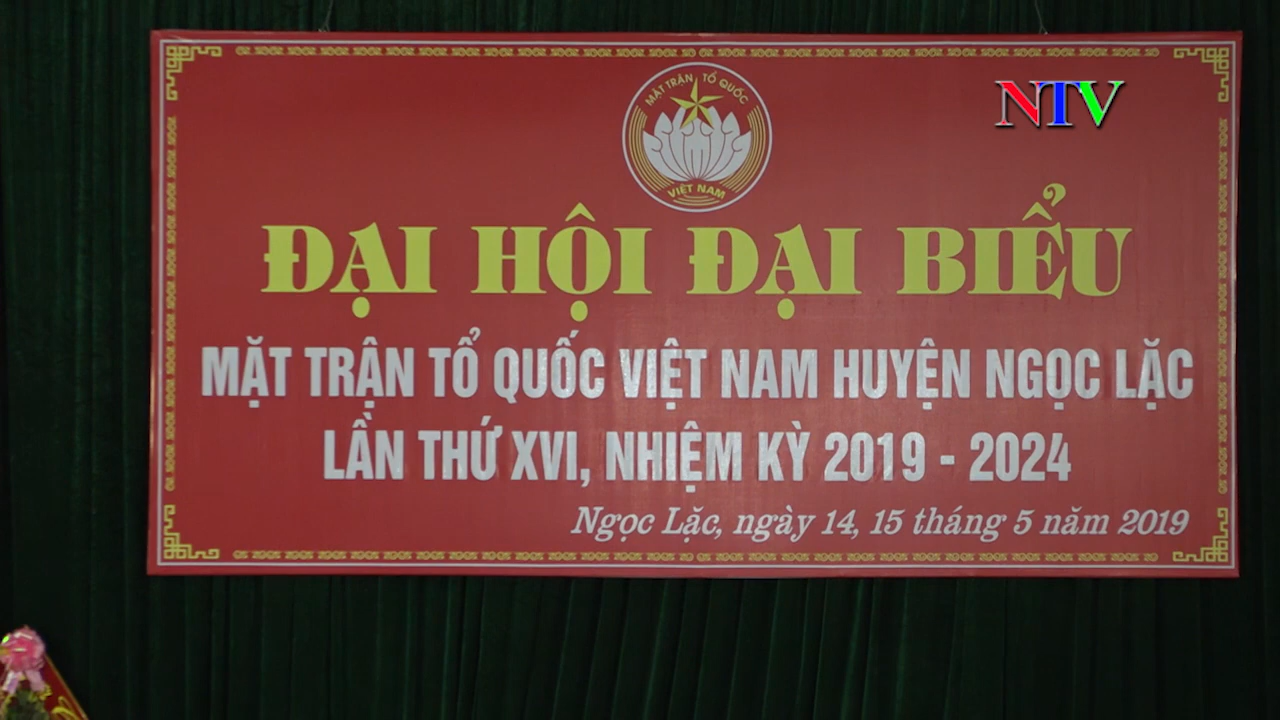 NTV
MẶT TRẬN TỔ QUỐC
VIỆT NAM
ĐẠI HỘI ĐẠI BIỂU
MẶT TRẬN TỔ QUỐC VIỆT NAM HUYỆN NGỌC LẶC
LẦN THỨ XVI, NHIỆM KỲ 2019 - 2024
Ngọc Lặc, ngày 14, 15 tháng 5 năm 2019